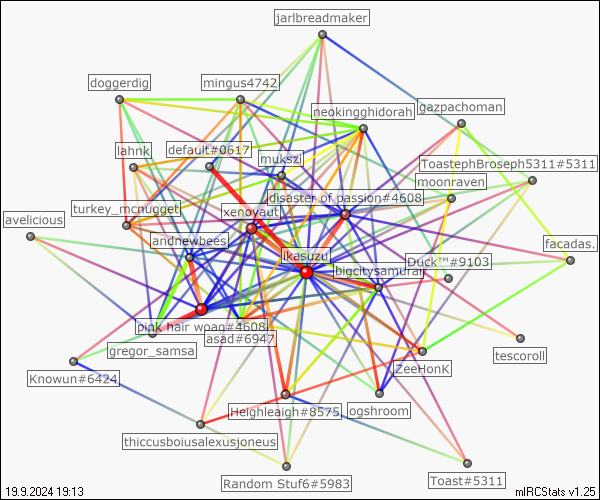 jarlbreadmaker
doggerdig
mingus4742
neokingghidorah
gazpachoman
lahnk
default#0617
mukszi
ToastephBroseph5311#5311
moonraven
disaster of passion#4608
turkey_mcnugget
xenoyaut
avelicious
andnewbees
ikasuzu
bigcitysamurai
Duck™#9103
facadas.
pink hair woag#4608
asad#6947
gregor_samsa
tescoroll
ZeeHonK
Knowun#6424
Heighleaigh#8575
ogshroom
thiccusboiusalexusjoneus
Random Stuf6#5983
Toast#5311
19.9.2024 19:13
mIRCStats v1.25